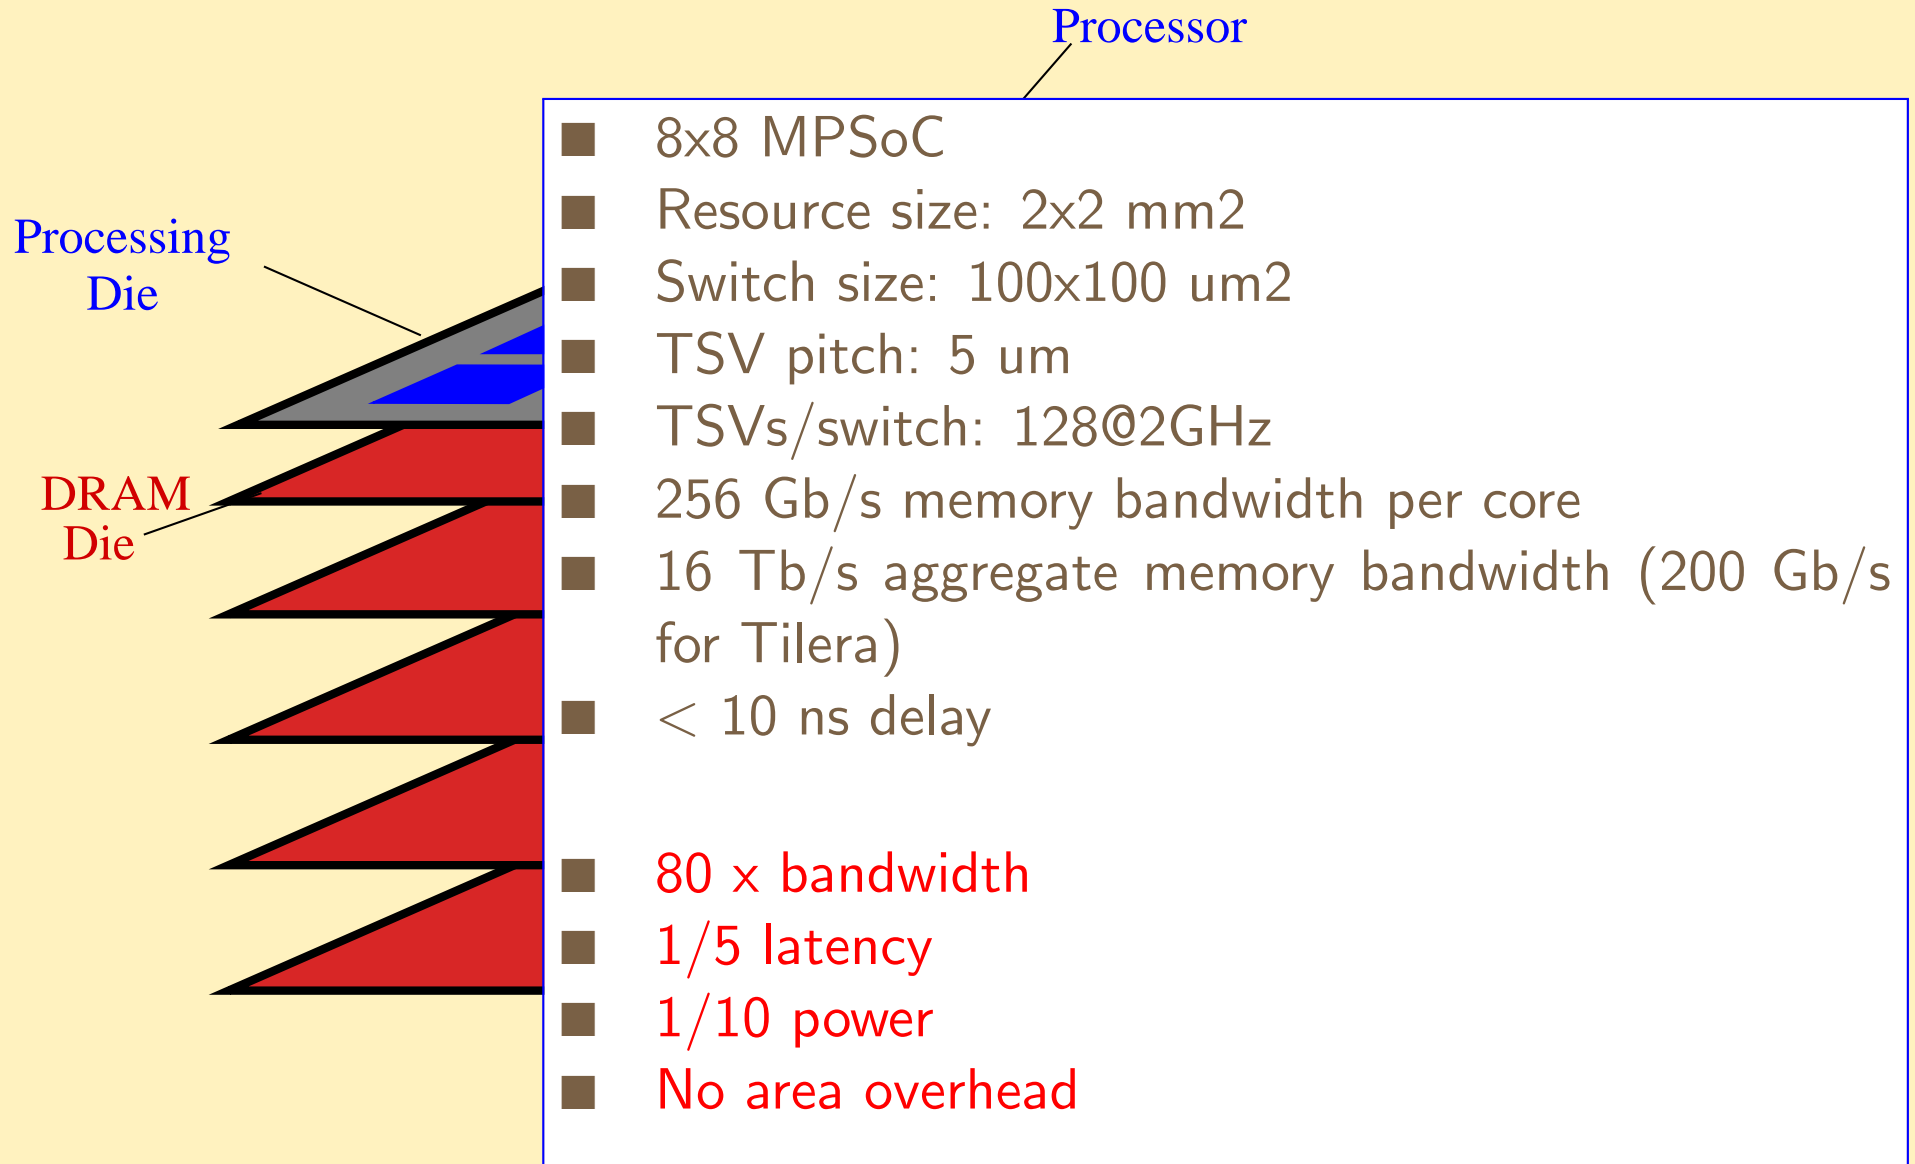 Processor
Processing
Die
DRAM
Die
8x8 MPSoC
Resource size: 2x2 mm2
Switch size: 100x100 um2
TSV pitch: 5 um
TSVs/switch: 128@2GHz
256 Gb/s memory bandwidth per core
16 Tb/s aggregate memory bandwidth (200 Gb/s
for Tilera)
< 10 ns delay
80 x bandwidth
1/5 latency
1/10 power
No area overhead